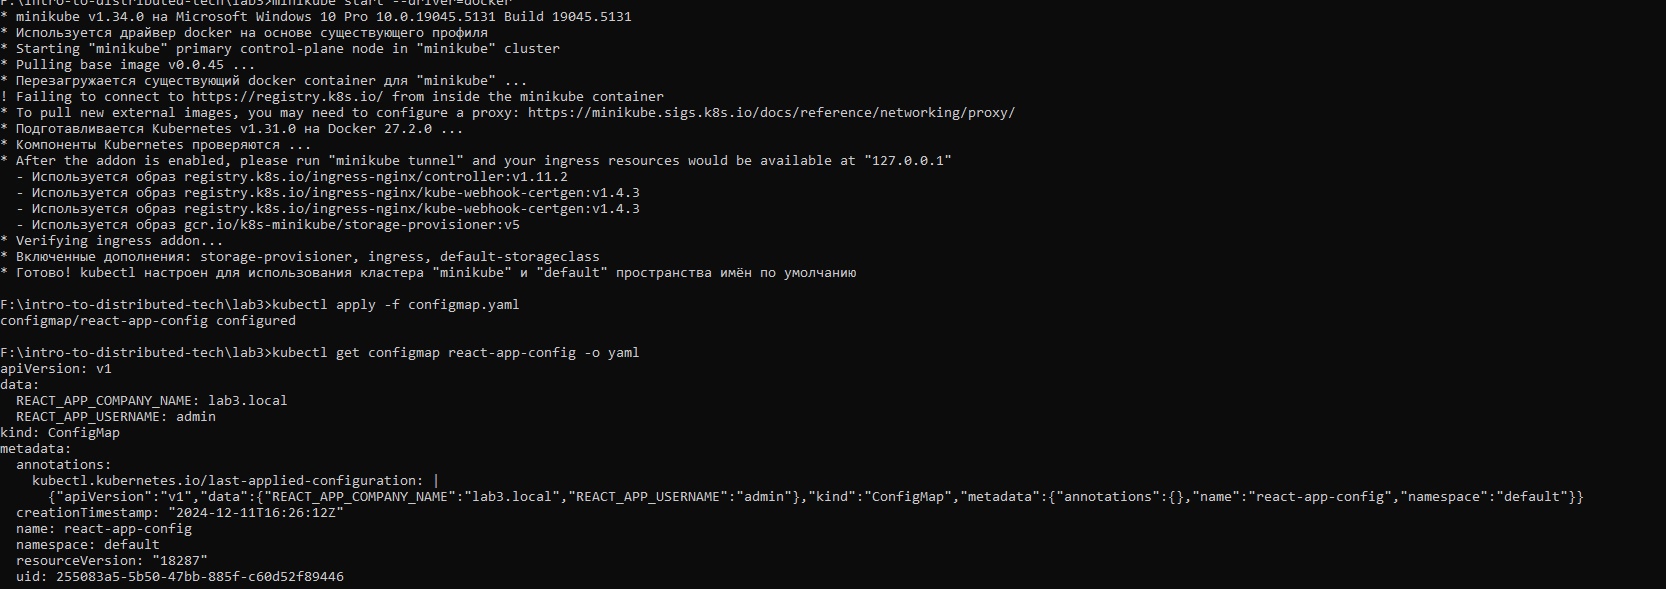 F:\intro-to-distributed-tech\lab3>minikube start --driver=docker
* minikube v1.34.0 на Microsoft Windows 10 Pro 10.0.19045.5131 Build 19045.5131
* Используется драйвер docker на основе существующего профиля
* Starting "minikube" primary control-plane node in "minikube" cluster
* Pulling base image v0.0.45 ...
* Перезагружается существующий docker container для "minikube" ...
! Failing to connect to https://registry.k8s.io/ from inside the minikube container
* To pull new external images, you may need to configure a proxy: https://minikube.sigs.k8s.io/docs/reference/networking/proxy/
* Подготавливается Kubernetes v1.31.0 на Docker 27.2.0 ...
* Компоненты Kubernetes проверяются ...
* After the addon is enabled, please run "minikube tunnel" and your ingress resources would be available at "127.0.0.1"
  - Используется образ registry.k8s.io/ingress-nginx/controller:v1.11.2
  - Используется образ registry.k8s.io/ingress-nginx/kube-webhook-certgen:v1.4.3
  - Используется образ registry.k8s.io/ingress-nginx/kube-webhook-certgen:v1.4.3
  - Используется образ gcr.io/k8s-minikube/storage-provisioner:v5
* Verifying ingress addon...
* Включенные дополнения: storage-provisioner, ingress, default-storageclass
* Готово! kubectl настроен для использования кластера "minikube" и "default" пространства имён по умолчанию
F:\intro-to-distributed-tech\lab3>kubectl apply -f configmap.yaml
configmap/react-app-config configured
F:\intro-to-distributed-tech\lab3>kubectl get configmap react-app-config -o yaml
apiVersion: v1
data:
  REACT_APP_COMPANY_NAME: lab3.local
  REACT_APP_USERNAME: admin
kind: ConfigMap
metadata:
  annotations:
    kubectl.kubernetes.io/last-applied-configuration: |
      {"apiVersion":"v1","data":{"REACT_APP_COMPANY_NAME":"lab3.local","REACT_APP_USERNAME":"admin"},"kind":"ConfigMap","metadata":{"annotations":{},"name":"react-app-config","namespace":"default"}}
  creationTimestamp: "2024-12-11T16:26:12Z"
  name: react-app-config
  namespace: default
  resourceVersion: "18287"
  uid: 255083a5-5b50-47bb-885f-c60d52f89446